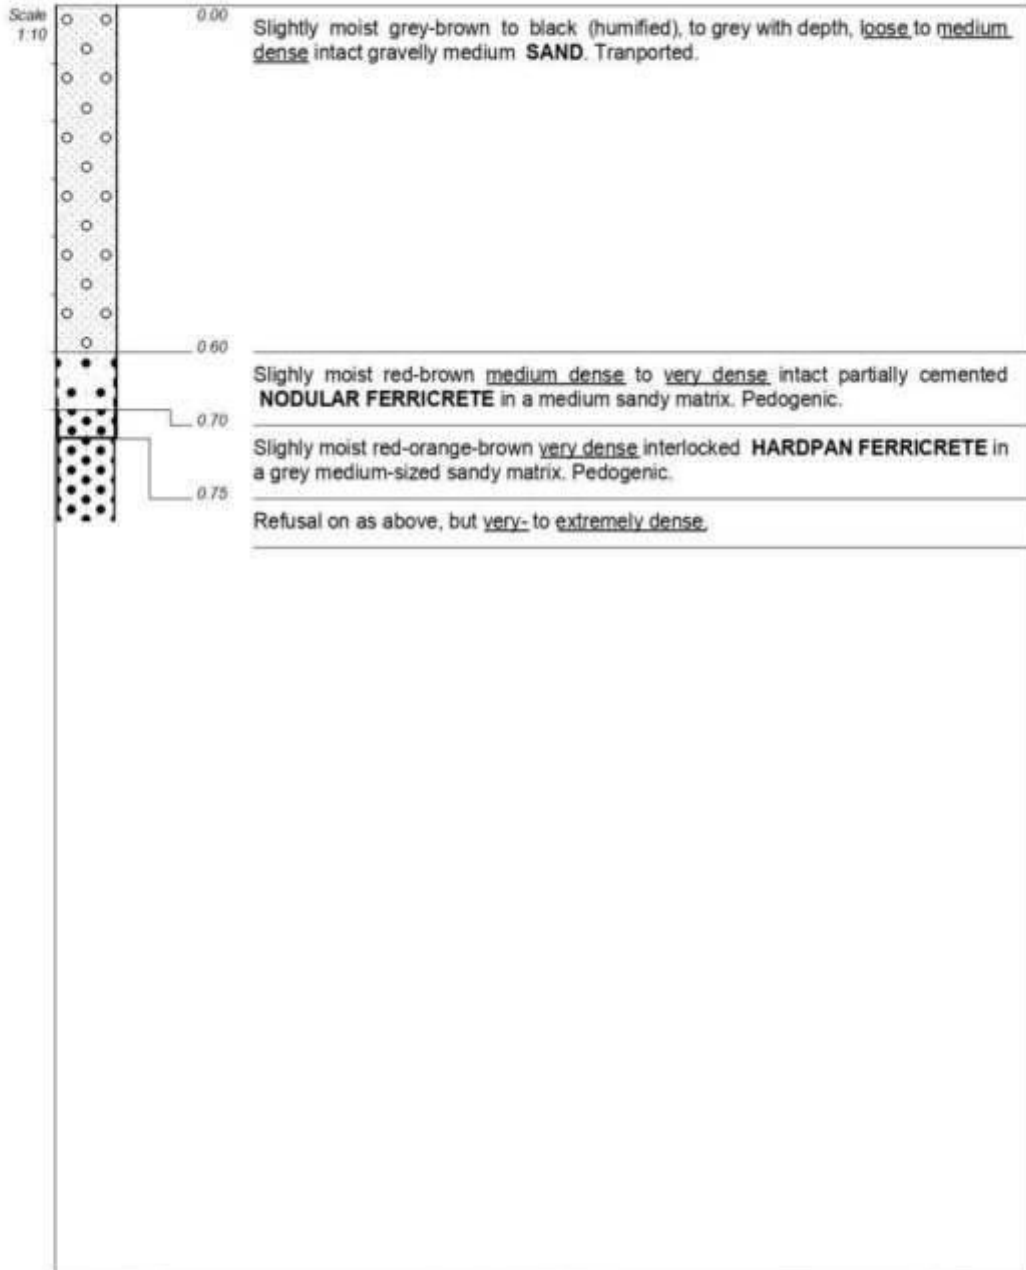 Scale
1:10
0.00
Slightly moist grey-brown to black (humified), to grey with depth, loose to medium
dense intact gravelly medium SAND. Tranported.
0.60
Slighly moist red-brown medium dense to very dense intact partially cemented
NODULAR FERRICRETE in a medium sandy matrix. Pedogenic.
0.70
Slighly moist red-orange-brown very dense interlocked HARDPAN FERRICRETE in
a grey medium-sized sandy matrix. Pedogenic.
0.75
Refusal on as above, but very- to extremely dense.